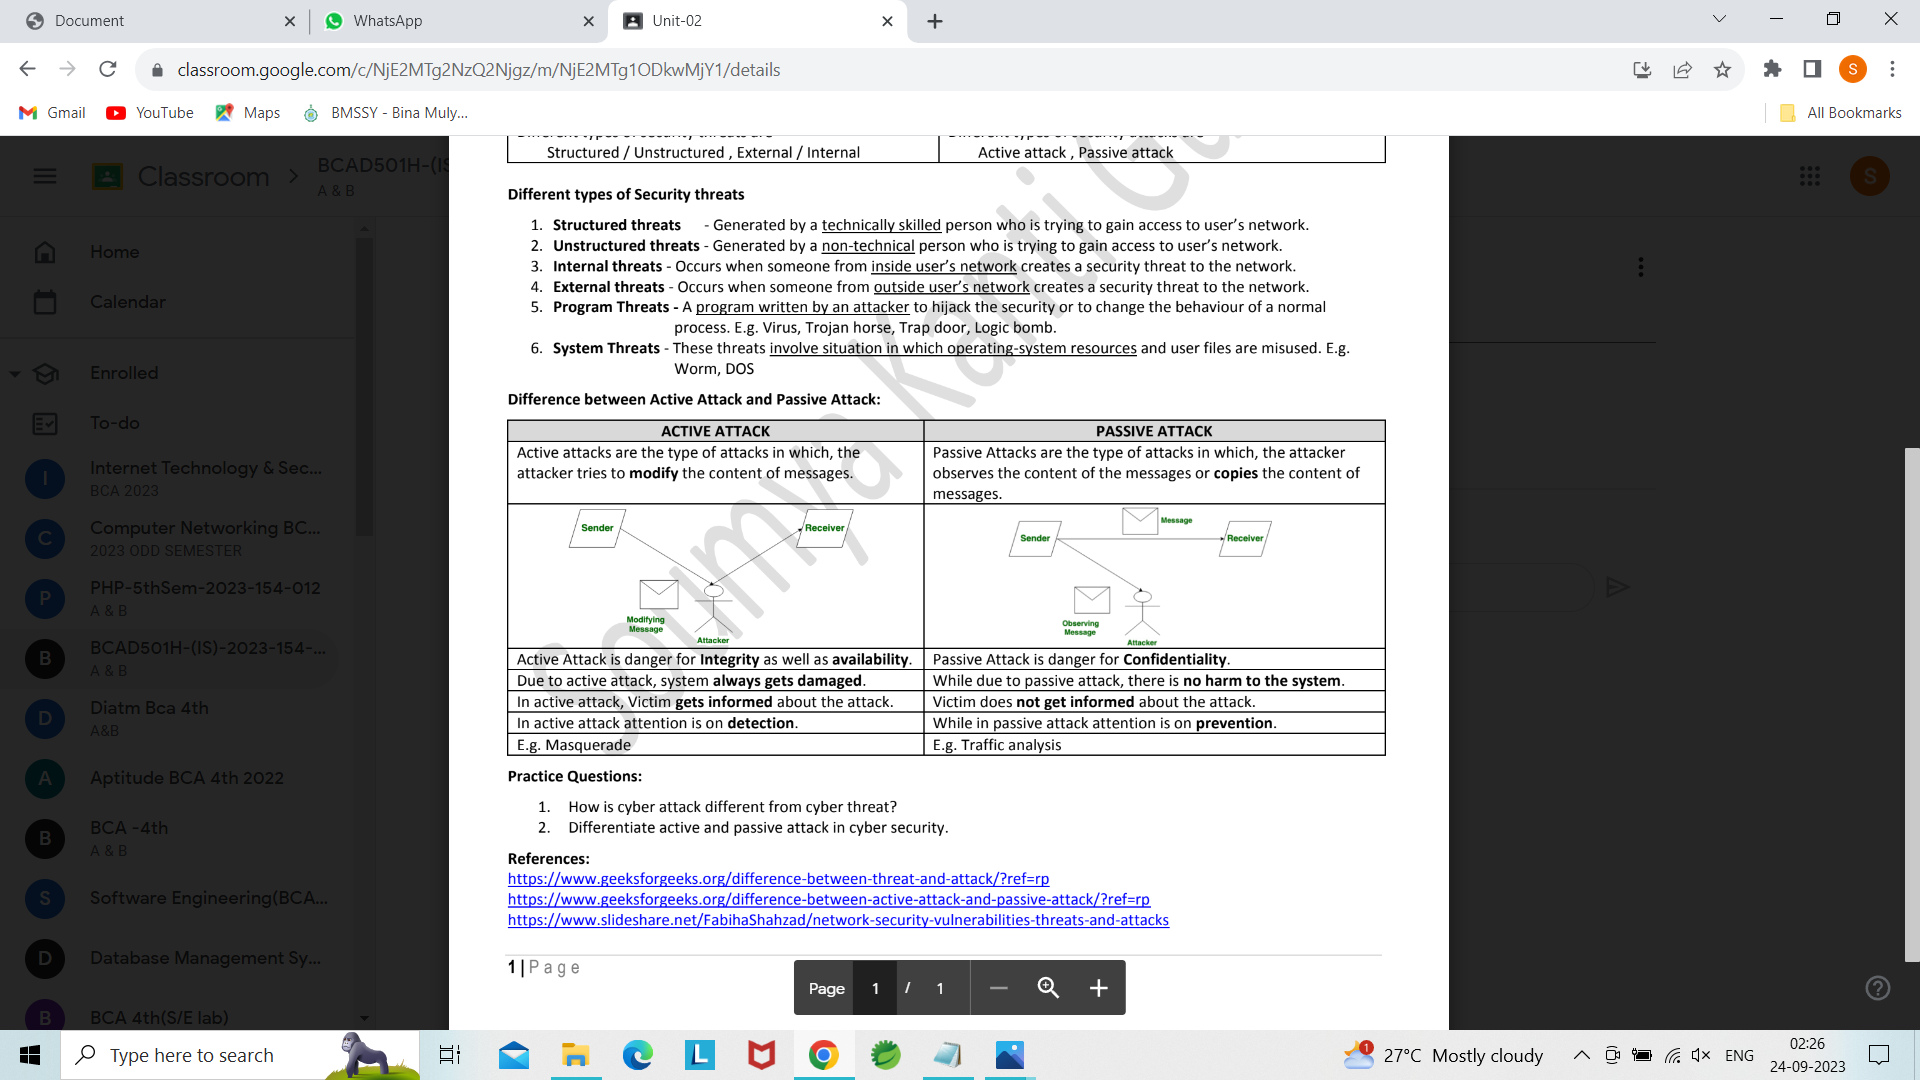 Document
WhatsApp
Unit-02
classroom.google.com/c/NjE2MTg2NzQ2Njgz/m/NjE2MTg1ODkwMjY1/details
S
Gmail
YouTube
Maps
BMSSY - Bina Muly...
All Bookmarks
Classroom
BCAD501H-(IS
A & B
S
Home
Calendar
Enrolled
To-do
I
Internet Technology & Sec...
BCA 2023
C
Computer Networking BC...
2023 ODD SEMESTER
P
PHP-5thSem-2023-154-012
A & B
B
BCAD501H-(IS)-2023-154-...
A & B
D
Diatm Bca 4th
A&B
A
Aptitude BCA 4th 2022
B
BCA -4th
A & B
S
Software Engineering(BCA...
D
Database Management Sy...
B
BCA 4th(S/E lab)
Different types of security threats are
Structured / Unstructured , External / Internal
Different types of security attacks are
Active attack , Passive attack
Different types of Security threats
1. Structured threats - Generated by a technically skilled person who is trying to gain access to user's network.
2. Unstructured threats - Generated by a non-technical person who is trying to gain access to user's network.
3. Internal threats - Occurs when someone from inside user's network creates a security threat to the network.
4. External threats - Occurs when someone from outside user's network creates a security threat to the network.
5. Program Threats - A program written by an attacker to hijack the security or to change the behaviour of a normal
process. E.g. Virus, Trojan horse, Trap door, Logic bomb.
6. System Threats - These threats involve situation in which operating-system resources and user files are misused. E.g.
Worm, DOS
Difference between Active Attack and Passive Attack:
ACTIVE ATTACK
PASSIVE ATTACK
Active attacks are the type of attacks in which, the
attacker tries to modify the content of messages.
Passive Attacks are the type of attacks in which, the attacker
observes the content of the messages or copies the content of
messages.
Sender
Receiver
Modifying
Message
Attacker
Message
Sender
Receiver
Observing
Message
Attacker
Active Attack is danger for Integrity as well as availability.
Passive Attack is danger for Confidentiality.
Due to active attack, system always gets damaged.
While due to passive attack, there is no harm to the system.
In active attack, Victim gets informed about the attack.
Victim does not get informed about the attack.
In active attack attention is on detection.
While in passive attack attention is on prevention.
E.g. Masquerade
E.g. Traffic analysis
Soumya Kanti
Practice Questions:
1. How is cyber attack different from cyber threat?
2. Differentiate active and passive attack in cyber security.
References:
https://www.geeksforgeeks.org/difference-between-threat-and-attack/?ref=rp
https://www.geeksforgeeks.org/difference-between-active-attack-and-passive-attack/?ref=rp
https://www.slideshare.net/FabihaShahzad/network-security-vulnerabilities-threats-and-attacks
1 | Page
Page 1 / 1
Type here to search
L
1
27°C Mostly cloudy
ENG
02:26
24-09-2023